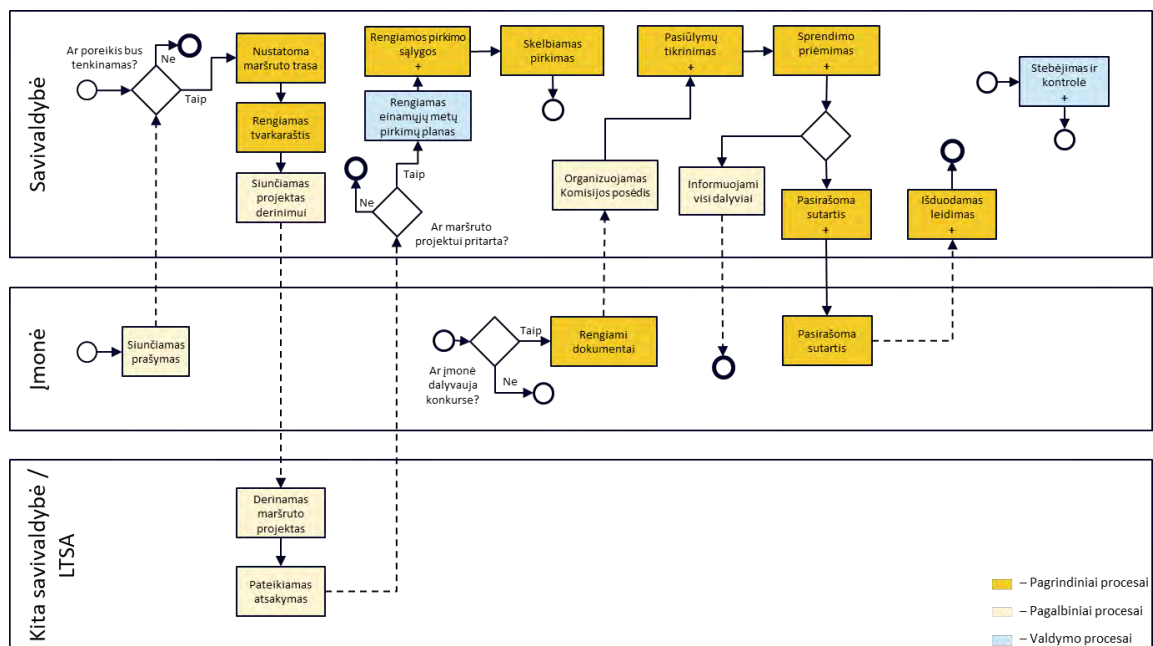 Savivaldybė
Ar poreikis bus
tenkinamas?
Ne
Taip
Nustatoma
maršruto trasa
Rengiamas
tvarkaraštis
Siunčiamas
projektas
derinimui
Rengiamos pirkimo
sąlygos
+
Rengiamas
einamųjų metų
pirkimų planas
Taip
Ne
Ar maršruto
projektui pritarta?
Skelbiamas
pirkimas
Organizuojamas
Komisijos posėdis
Pasiūlymų
tikrinimas
+
Sprendimo
priėmimas
+
Informuojami
visi dalyviai
Pasirašoma
sutartis
+
Išduodamas
leidimas
+
Stebėjimas ir
kontrolė
+
Įmonė
Siunčiamas
prašymas
Ar įmonė
dalyvauja
konkurse?
Taip
Ne
Rengiami
dokumentai
Pasirašoma
sutartis
Kita savivaldybė /
LTSA
Derinamas
maršruto
projektas
Pateikiamas
atsakymas
– Pagrindiniai procesai
– Pagalbiniai procesai
– Valdymo procesai